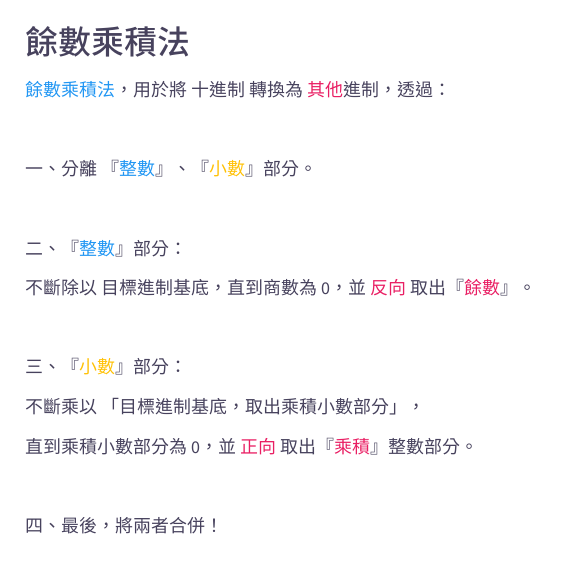 餘數乘積法
餘數乘積法，用於將 十進制 轉換為 其他進制，透過：
一、分離 『整數』、『小數』部分。
二、『整數』部分：
不斷除以 目標進制基底，直到商數為 0，並 反向 取出『餘數』。
三、『小數』部分：
不斷乘以 「目標進制基底，取出乘積小數部分」，
直到乘積小數部分為 0，並 正向 取出『乘積』整數部分。
四、最後，將兩者合併！